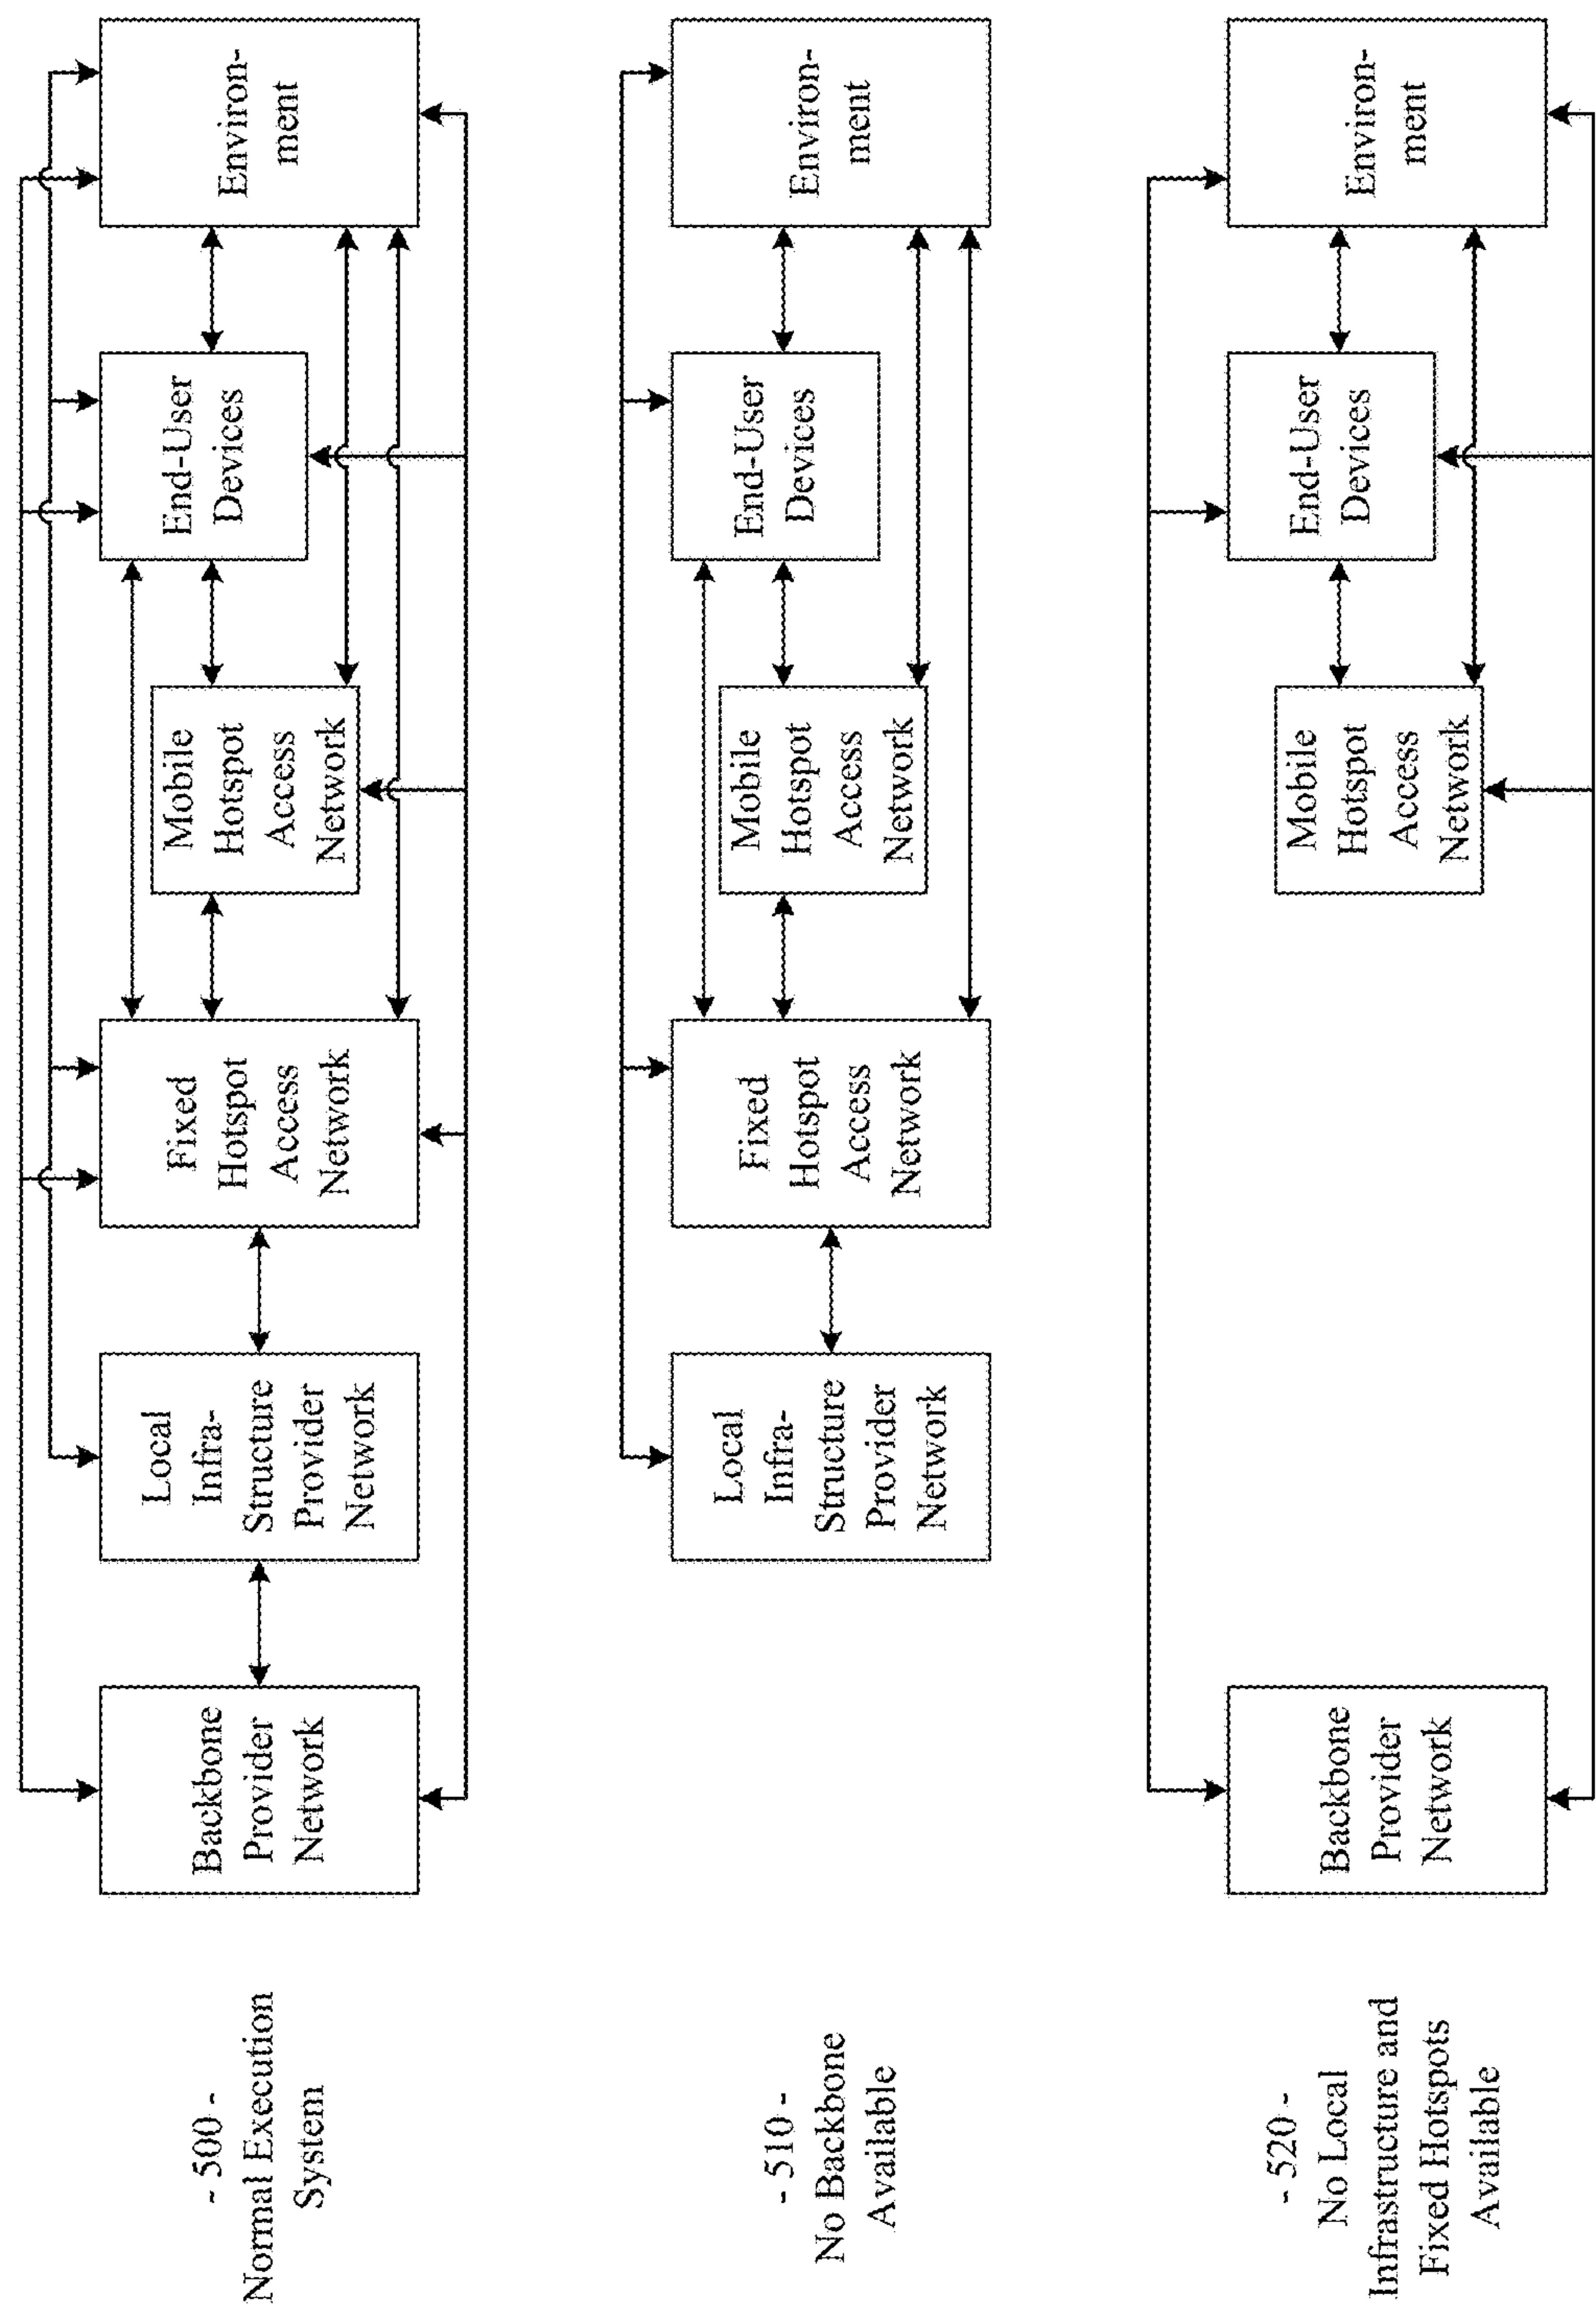 - 500 -
Normal Execution
System
Backbone
Provider
Network
Local
Infra-
Structure
Provider
Network
Fixed
Hotspot
Access
Network
Mobile
Hotspot
Access
Network
End-User
Devices
Environ-
ment
- 510 -
No Backbone
Available
Local
Infra-
Structure
Provider
Network
Fixed
Hotspot
Access
Network
Mobile
Hotspot
Access
Network
End-User
Devices
Environ-
ment
- 520 -
No Local
Infrastructure and
Fixed Hotspots
Available
Backbone
Provider
Network
Mobile
Hotspot
Access
Network
End-User
Devices
Environ-
ment